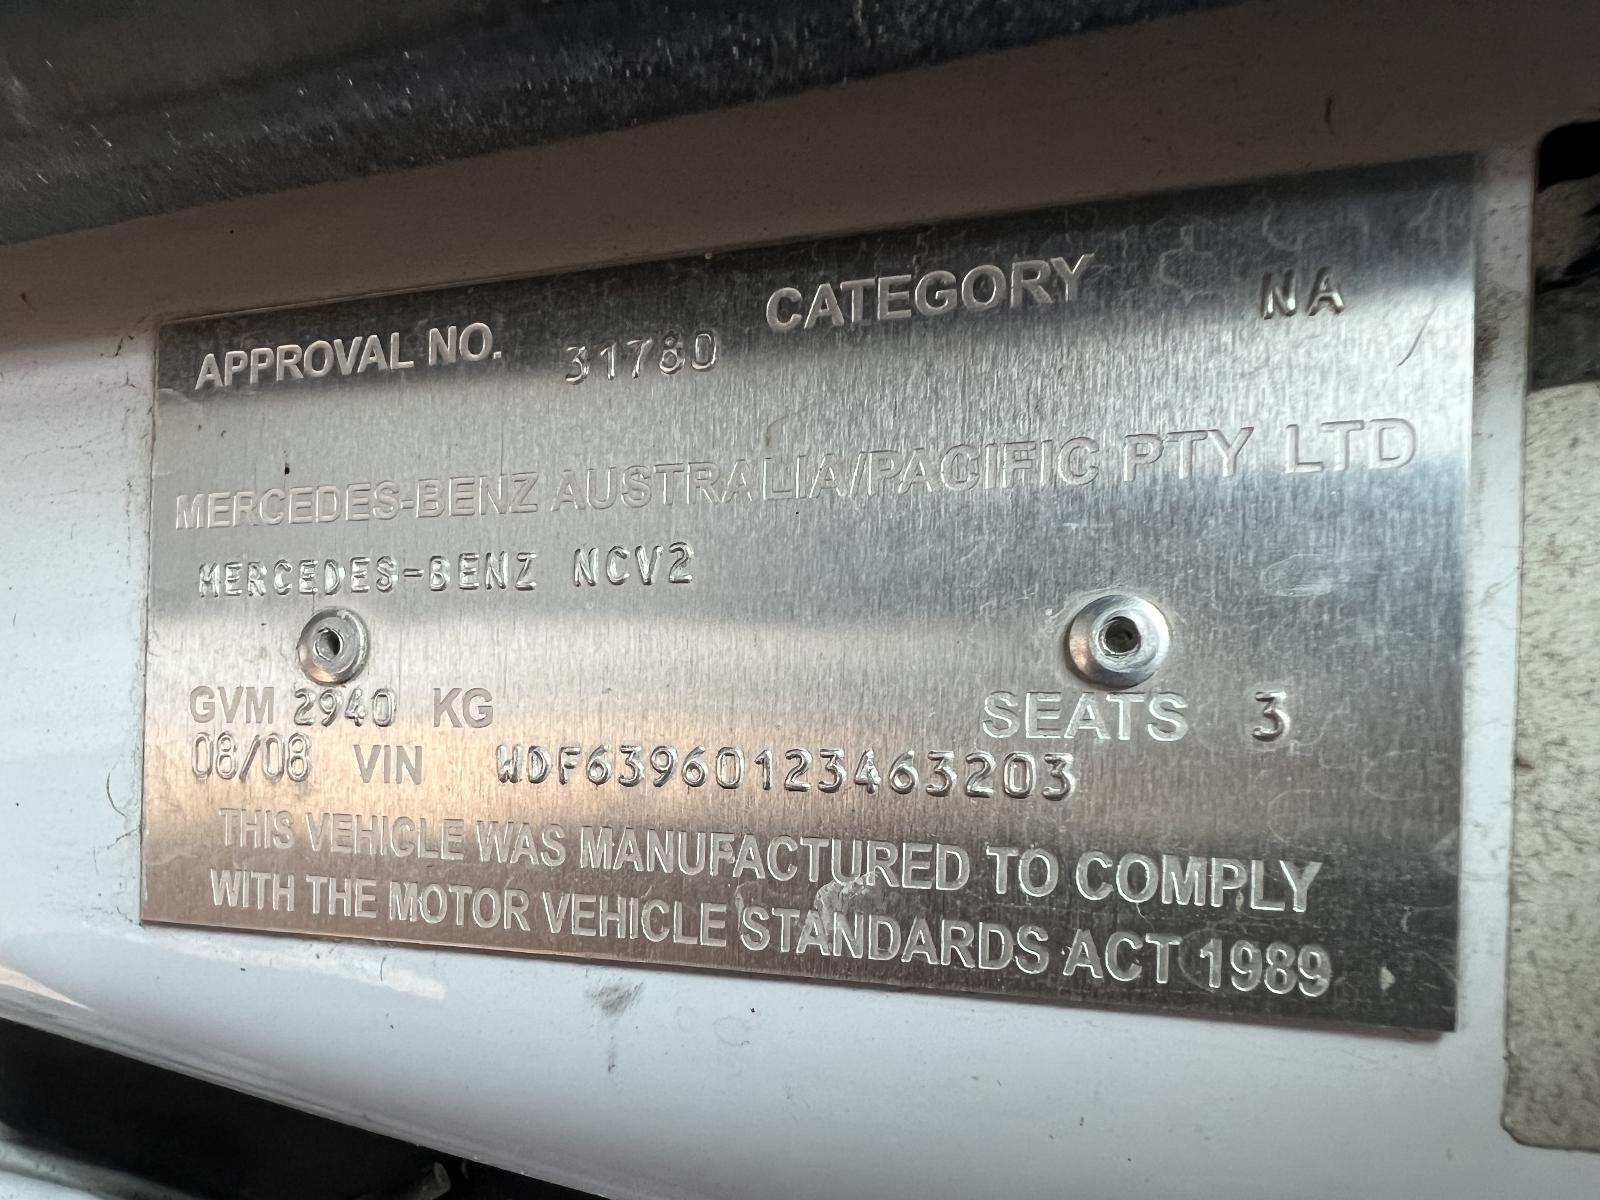 APPROVAL NO. 31780 CATEGORY NA
MERCEDES-BENZ AUSTRALIA/PACIFIC PTY LTD
MERCEDES-BENZ NCV2
GVM 2940 KG SEATS 3
08/08 VIN WDF63960123463203
THIS VEHICLE WAS MANUFACTURED TO COMPLY
WITH THE MOTOR VEHICLE STANDARDS ACT 1989